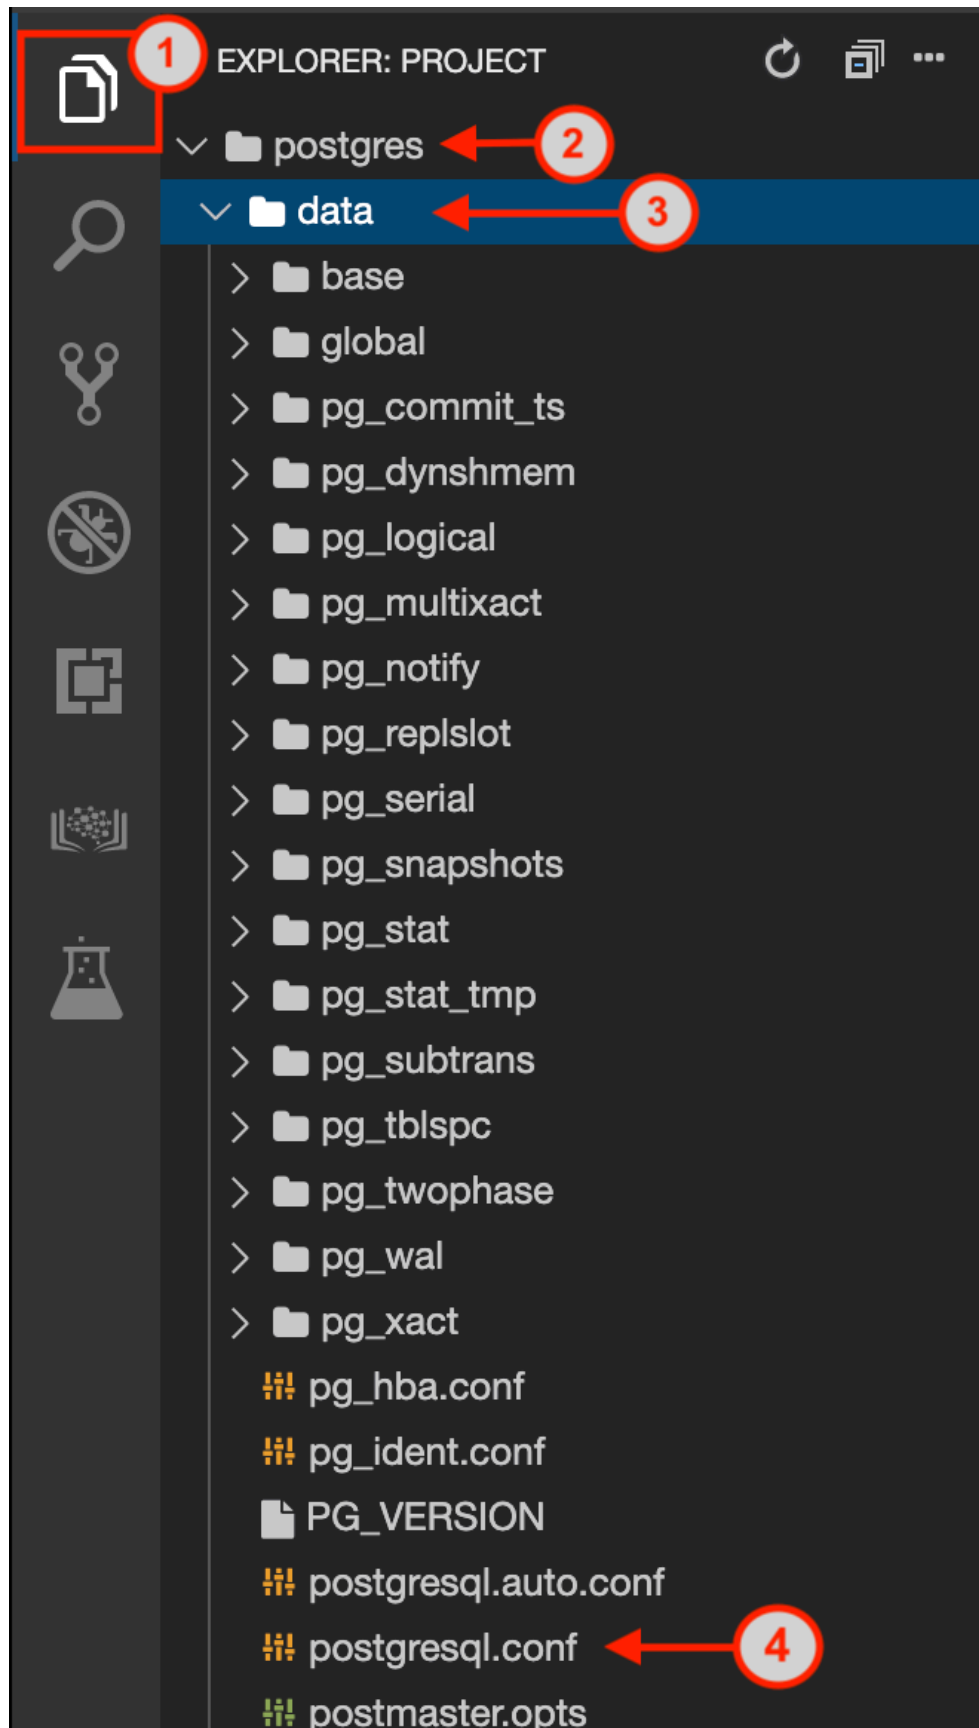 1
EXPLORER: PROJECT
postgres
2
data
3
base
global
pg_commit_ts
pg_dynshmem
pg_logical
pg_multixact
pg_notify
pg_replslot
pg_serial
pg_snapshots
pg_stat
pg_stat_tmp
pg_subtrans
pg_tblspc
pg_twophase
pg_wal
pg_xact
pg_hba.conf
pg_ident.conf
PG_VERSION
postgresql.auto.conf
postgresql.conf
4
postmaster.opts